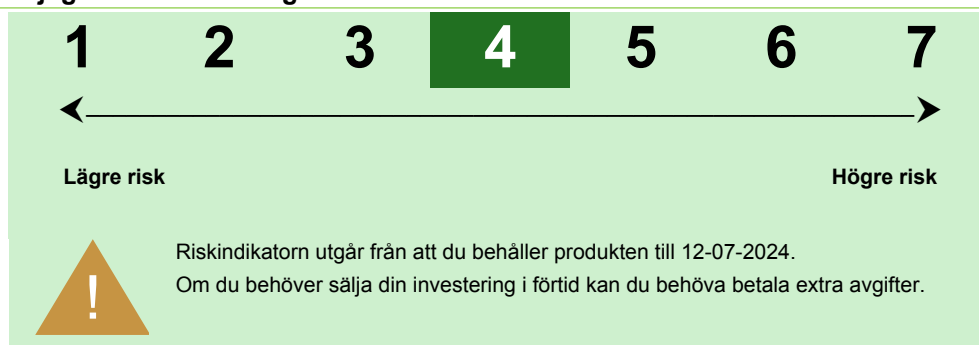 1 2 3 4 5 6 7
Lägre risk Högre risk
!
Riskindikatorn utgår från att du behåller produkten till 12-07-2024.
Om du behöver sälja din investering i förtid kan du behöva betala extra avgifter.